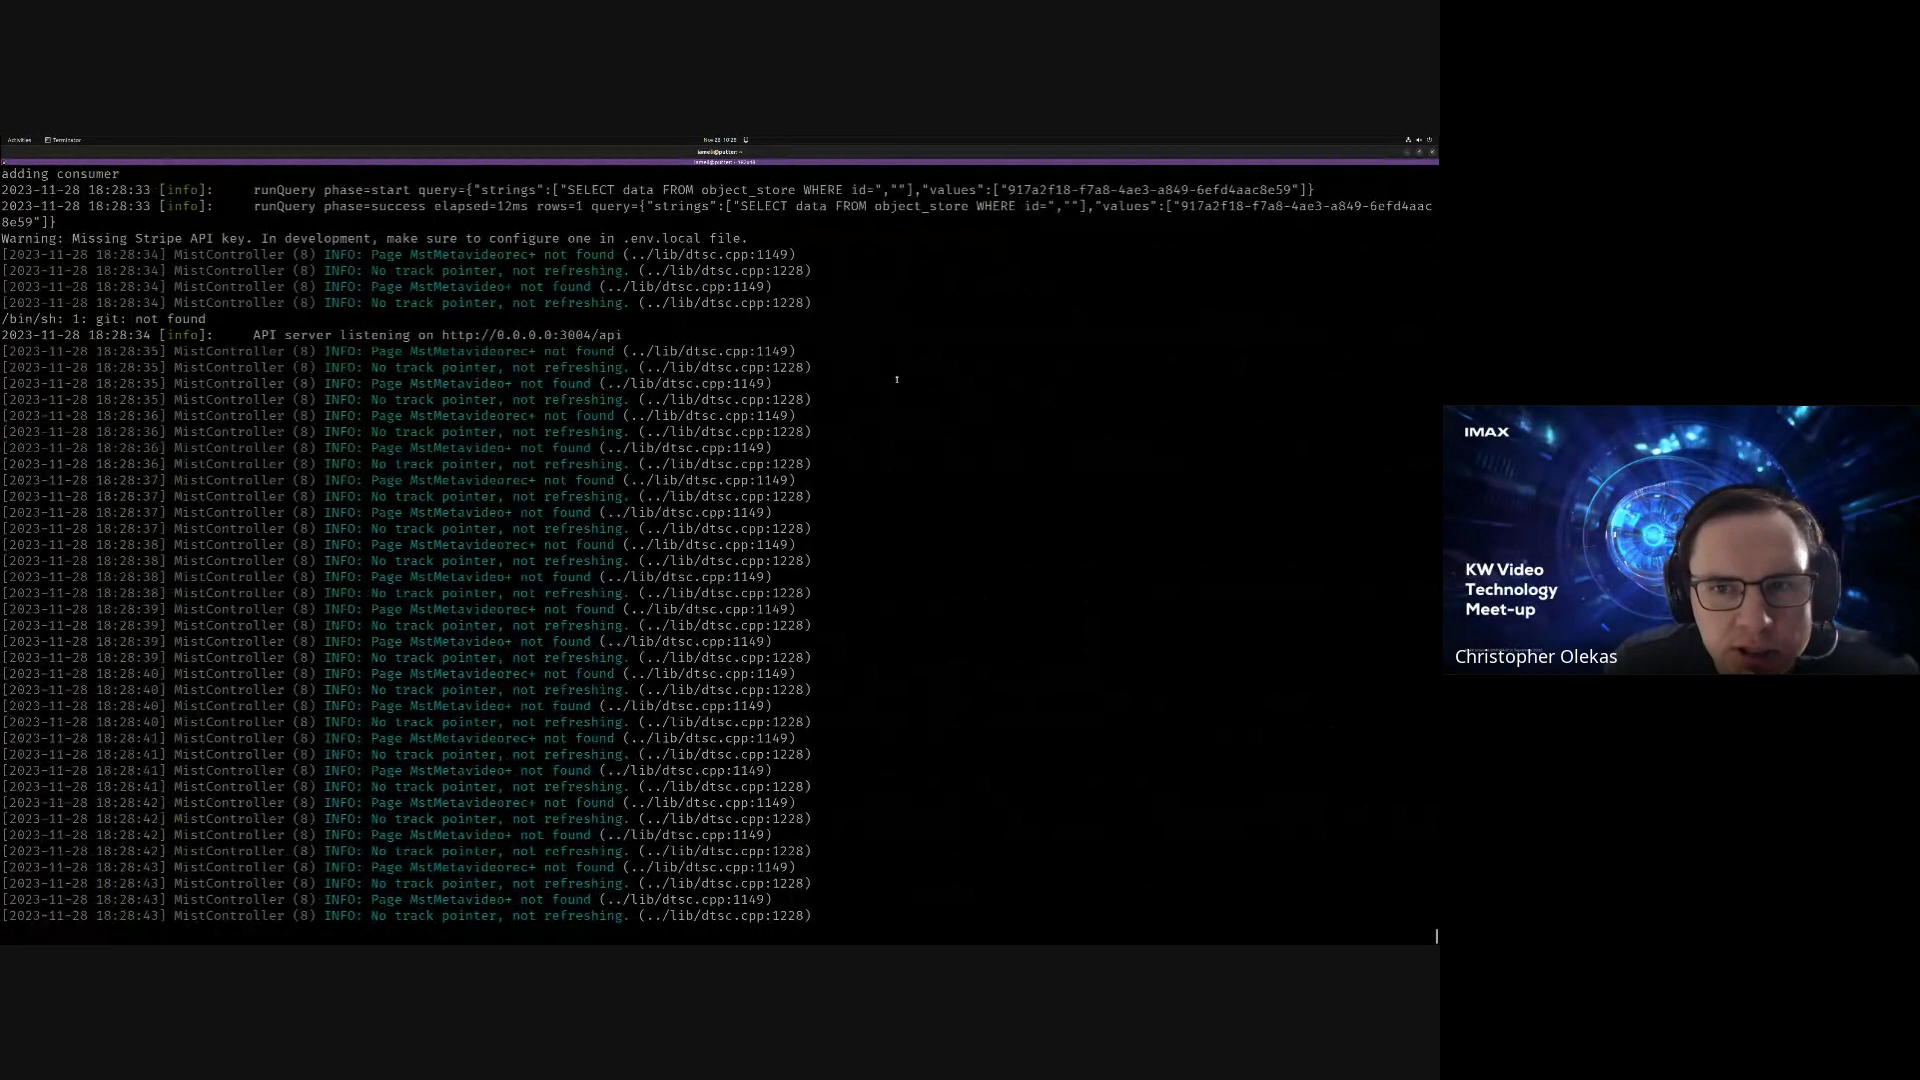 Activities Terminator Nov 28 10:28
iameli@putter: ~
iameli@putter: ~ 182x48
adding consumer
2023-11-28 18:28:33 [info]: runQuery phase=start query={"strings":["SELECT data FROM object_store WHERE id=",""],"values":["917a2f18-f7a8-4ae3-a849-6efd4aac8e59"]}
2023-11-28 18:28:33 [info]: runQuery phase=success elapsed=12ms rows=1 query={"strings":["SELECT data FROM object_store WHERE id=",""],"values":["917a2f18-f7a8-4ae3-a849-6efd4aac
8e59"]}
Warning: Missing Stripe API key. In development, make sure to configure one in .env.local file.
[2023-11-28 18:28:34] MistController (8) INFO: Page MstMetavideorec+ not found (../lib/dtsc.cpp:1149)
[2023-11-28 18:28:34] MistController (8) INFO: No track pointer, not refreshing. (../lib/dtsc.cpp:1228)
[2023-11-28 18:28:34] MistController (8) INFO: Page MstMetavideo+ not found (../lib/dtsc.cpp:1149)
[2023-11-28 18:28:34] MistController (8) INFO: No track pointer, not refreshing. (../lib/dtsc.cpp:1228)
/bin/sh: 1: git: not found
2023-11-28 18:28:34 [info]: API server listening on http://0.0.0.0:3004/api
[2023-11-28 18:28:35] MistController (8) INFO: Page MstMetavideorec+ not found (../lib/dtsc.cpp:1149)
[2023-11-28 18:28:35] MistController (8) INFO: No track pointer, not refreshing. (../lib/dtsc.cpp:1228)
[2023-11-28 18:28:35] MistController (8) INFO: Page MstMetavideo+ not found (../lib/dtsc.cpp:1149)
[2023-11-28 18:28:35] MistController (8) INFO: No track pointer, not refreshing. (../lib/dtsc.cpp:1228)
[2023-11-28 18:28:36] MistController (8) INFO: Page MstMetavideorec+ not found (../lib/dtsc.cpp:1149)
[2023-11-28 18:28:36] MistController (8) INFO: No track pointer, not refreshing. (../lib/dtsc.cpp:1228)
[2023-11-28 18:28:36] MistController (8) INFO: Page MstMetavideo+ not found (../lib/dtsc.cpp:1149)
[2023-11-28 18:28:36] MistController (8) INFO: No track pointer, not refreshing. (../lib/dtsc.cpp:1228)
[2023-11-28 18:28:37] MistController (8) INFO: Page MstMetavideorec+ not found (../lib/dtsc.cpp:1149)
[2023-11-28 18:28:37] MistController (8) INFO: No track pointer, not refreshing. (../lib/dtsc.cpp:1228)
[2023-11-28 18:28:37] MistController (8) INFO: Page MstMetavideo+ not found (../lib/dtsc.cpp:1149)
[2023-11-28 18:28:37] MistController (8) INFO: No track pointer, not refreshing. (../lib/dtsc.cpp:1228)
[2023-11-28 18:28:38] MistController (8) INFO: Page MstMetavideorec+ not found (../lib/dtsc.cpp:1149)
[2023-11-28 18:28:38] MistController (8) INFO: No track pointer, not refreshing. (../lib/dtsc.cpp:1228)
[2023-11-28 18:28:38] MistController (8) INFO: Page MstMetavideo+ not found (../lib/dtsc.cpp:1149)
[2023-11-28 18:28:38] MistController (8) INFO: No track pointer, not refreshing. (../lib/dtsc.cpp:1228)
[2023-11-28 18:28:39] MistController (8) INFO: Page MstMetavideorec+ not found (../lib/dtsc.cpp:1149)
[2023-11-28 18:28:39] MistController (8) INFO: No track pointer, not refreshing. (../lib/dtsc.cpp:1228)
[2023-11-28 18:28:39] MistController (8) INFO: Page MstMetavideo+ not found (../lib/dtsc.cpp:1149)
[2023-11-28 18:28:39] MistController (8) INFO: No track pointer, not refreshing. (../lib/dtsc.cpp:1228)
[2023-11-28 18:28:40] MistController (8) INFO: Page MstMetavideorec+ not found (../lib/dtsc.cpp:1149)
[2023-11-28 18:28:40] MistController (8) INFO: No track pointer, not refreshing. (../lib/dtsc.cpp:1228)
[2023-11-28 18:28:40] MistController (8) INFO: Page MstMetavideo+ not found (../lib/dtsc.cpp:1149)
[2023-11-28 18:28:40] MistController (8) INFO: No track pointer, not refreshing. (../lib/dtsc.cpp:1228)
[2023-11-28 18:28:41] MistController (8) INFO: Page MstMetavideorec+ not found (../lib/dtsc.cpp:1149)
[2023-11-28 18:28:41] MistController (8) INFO: No track pointer, not refreshing. (../lib/dtsc.cpp:1228)
[2023-11-28 18:28:41] MistController (8) INFO: Page MstMetavideo+ not found (../lib/dtsc.cpp:1149)
[2023-11-28 18:28:41] MistController (8) INFO: No track pointer, not refreshing. (../lib/dtsc.cpp:1228)
[2023-11-28 18:28:42] MistController (8) INFO: Page MstMetavideorec+ not found (../lib/dtsc.cpp:1149)
[2023-11-28 18:28:42] MistController (8) INFO: No track pointer, not refreshing. (../lib/dtsc.cpp:1228)
[2023-11-28 18:28:42] MistController (8) INFO: Page MstMetavideo+ not found (../lib/dtsc.cpp:1149)
[2023-11-28 18:28:42] MistController (8) INFO: No track pointer, not refreshing. (../lib/dtsc.cpp:1228)
[2023-11-28 18:28:43] MistController (8) INFO: Page MstMetavideorec+ not found (../lib/dtsc.cpp:1149)
[2023-11-28 18:28:43] MistController (8) INFO: No track pointer, not refreshing. (../lib/dtsc.cpp:1228)
[2023-11-28 18:28:43] MistController (8) INFO: Page MstMetavideo+ not found (../lib/dtsc.cpp:1149)
[2023-11-28 18:28:43] MistController (8) INFO: No track pointer, not refreshing. (../lib/dtsc.cpp:1228)
IMAX
KW Video
Technology
Meet-up
Christopher Olekas